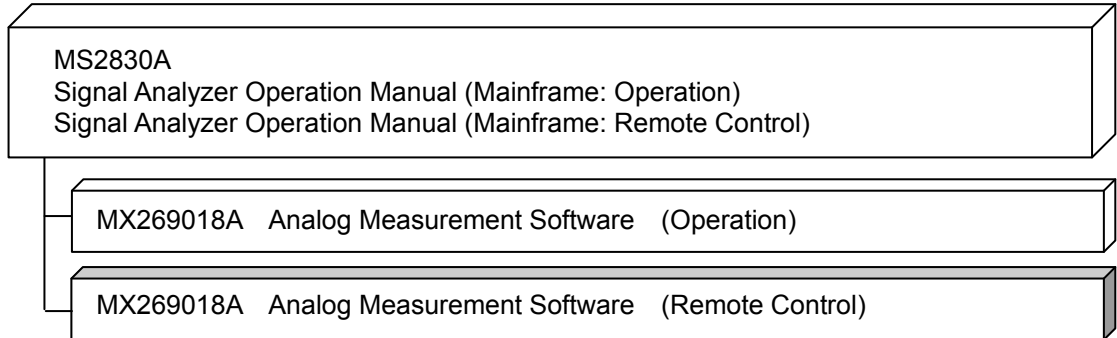 MS2830A
Signal Analyzer Operation Manual (Mainframe: Operation)
Signal Analyzer Operation Manual (Mainframe: Remote Control)
MX269018A Analog Measurement Software (Operation)
MX269018A Analog Measurement Software (Remote Control)